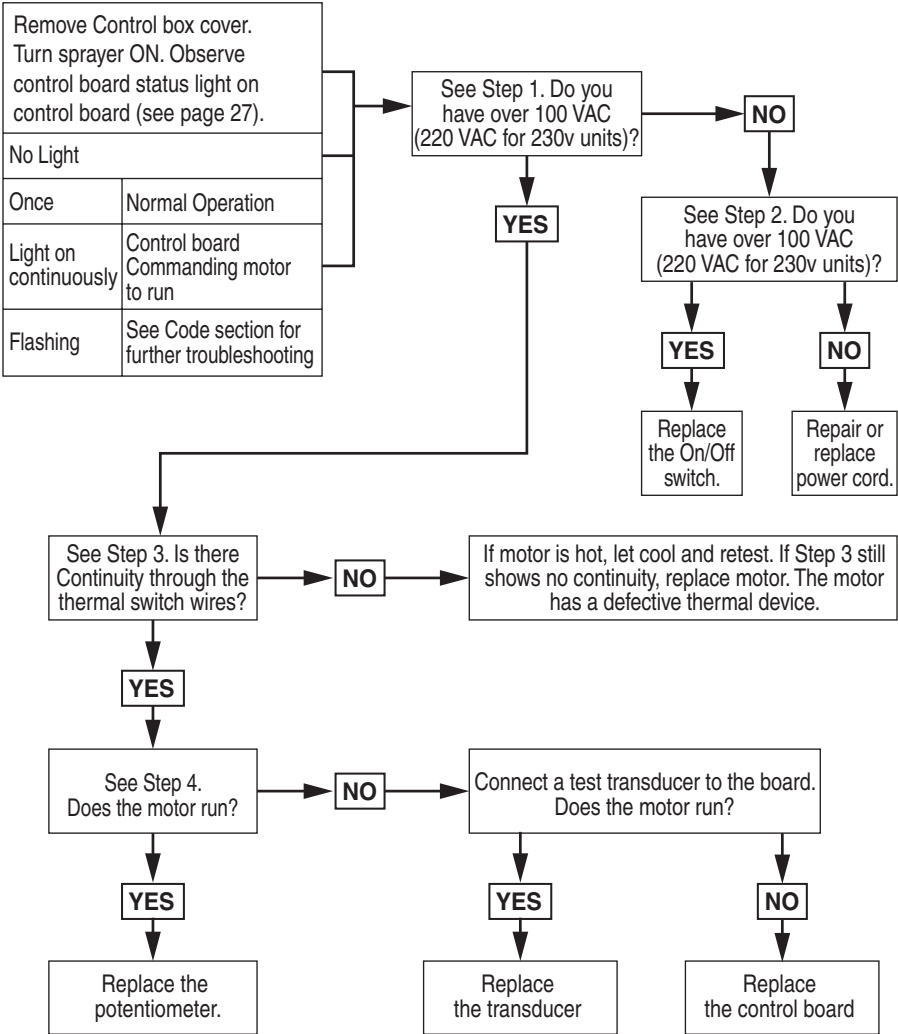 Remove Control box cover.
Turn sprayer ON. Observe
control board status light on
control board (see page 27).
No Light
Once
Normal Operation
Light on
continuously
Control board
Commanding motor
to run
Flashing
See Code section for
further troubleshooting
See Step 1. Do you
have over 100 VAC
(220 VAC for 230v units)?
NO
YES
See Step 2. Do you
have over 100 VAC
(220 VAC for 230v units)?
YES
NO
Replace
the On/Off
switch.
Repair or
replace
power cord.
See Step 3. Is there
Continuity through the
thermal switch wires?
NO
If motor is hot, let cool and retest. If Step 3 still
shows no continuity, replace motor. The motor
has a defective thermal device.
YES
See Step 4.
Does the motor run?
NO
Connect a test transducer to the board.
Does the motor run?
YES
YES
NO
Replace the
potentiometer.
Replace
the transducer
Replace
the control board